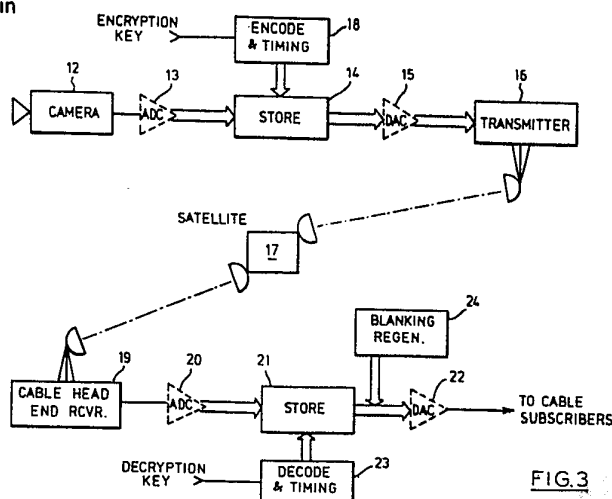 in
ENCRYPTION
KEY
ENCODE
& TIMING
18
12
CAMERA
13
ADC
14
STORE
15
DAC
16
TRANSMITTER
SATELLITE
17
24
BLANKING
REGEN.
19
CABLE HEAD
END RCVR.
20
ADC
21
STORE
22
DAC
TO CABLE
SUBSCRIBERS
DECRYPTION
KEY
DECODE
& TIMING
23
FIG.3